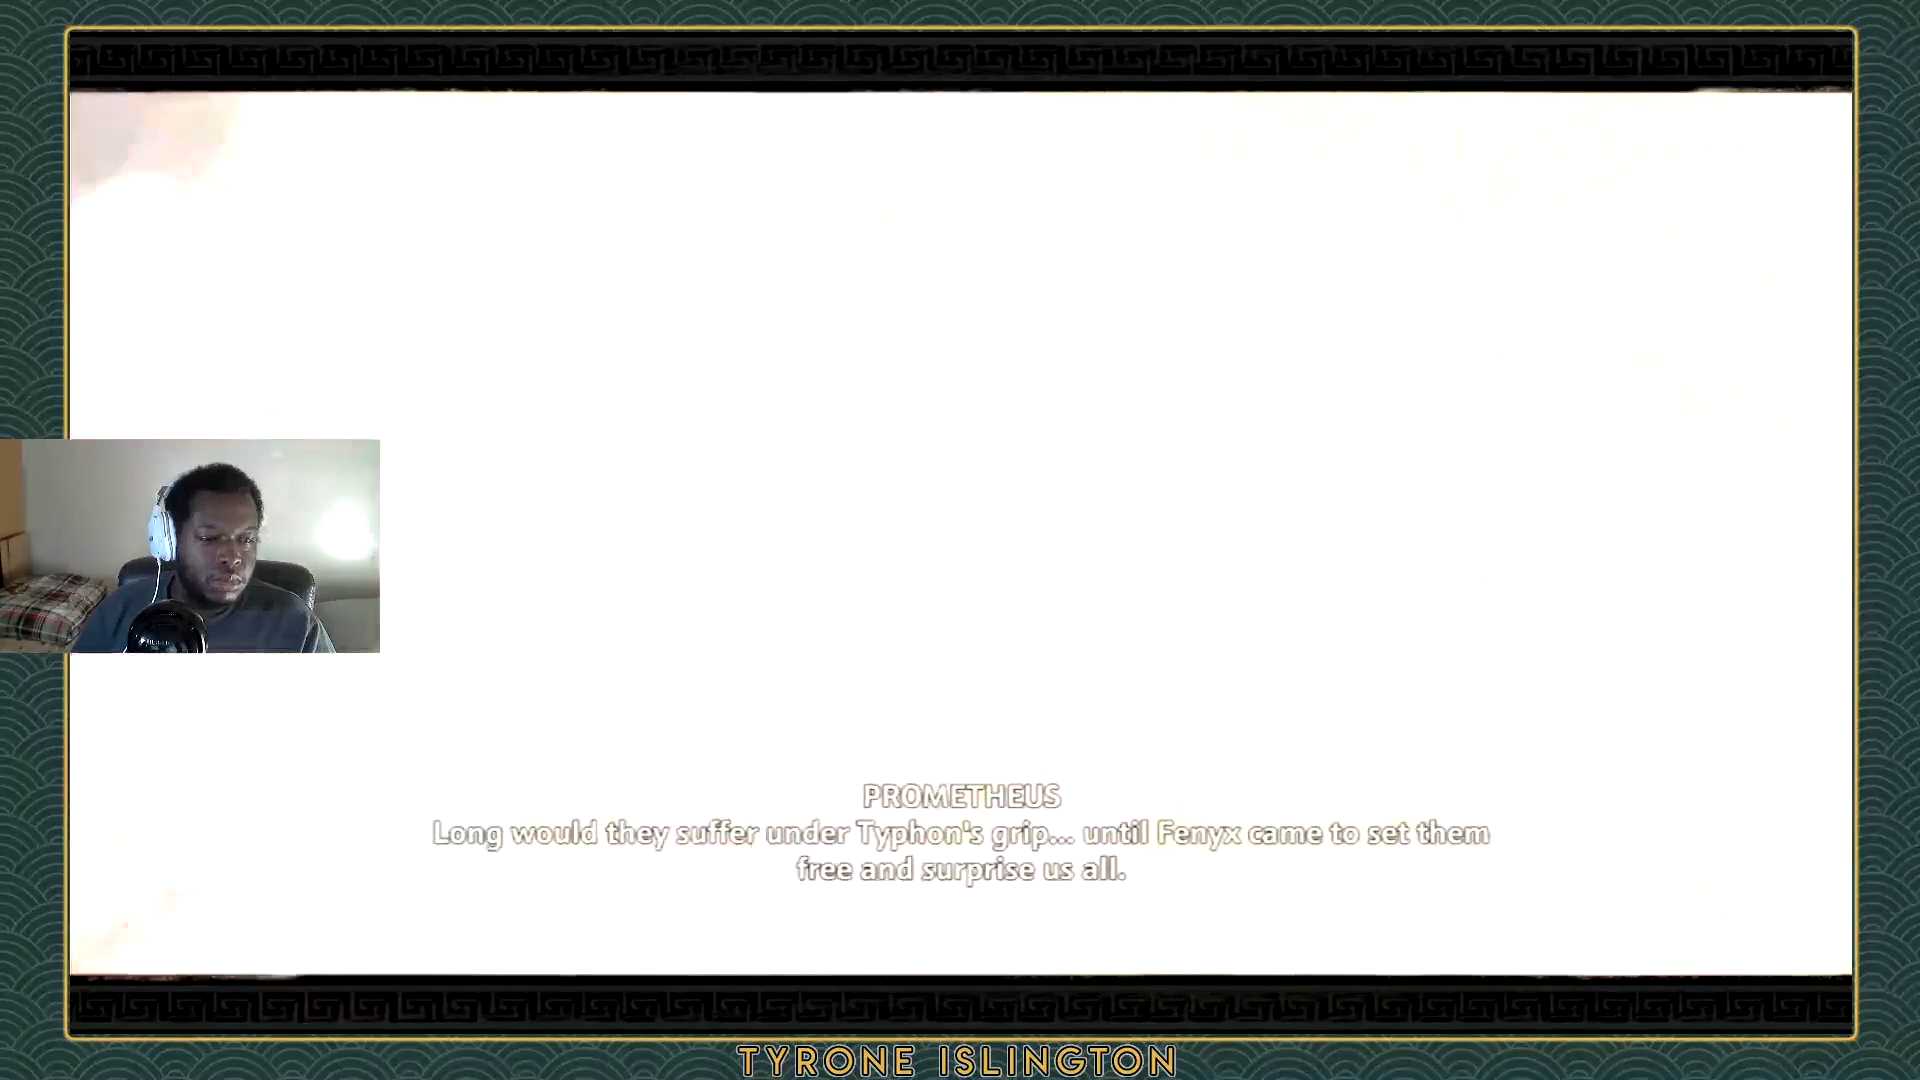 PROMETHEUS
Long would they suffer under Typhon's grip... until Fenyx came to set them
free and surprise us all.
TYRONE ISLINGTON